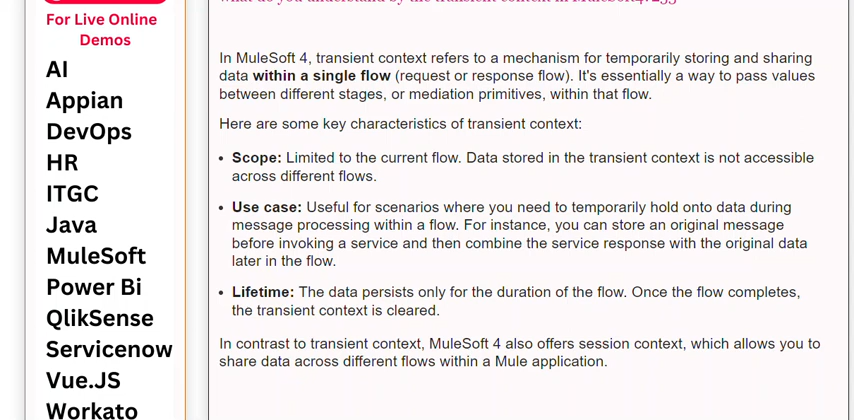 For Live Online
Demos
AI
Appian
DevOps
HR
ITGC
Java
MuleSoft
Power Bi
QlikSense
Servicenow
Vue.JS
Workato
In MuleSoft 4, transient context refers to a mechanism for temporarily storing and sharing
data within a single flow (request or response flow). It's essentially a way to pass values
between different stages, or mediation primitives, within that flow.
Here are some key characteristics of transient context:
• Scope: Limited to the current flow. Data stored in the transient context is not accessible
across different flows.
• Use case: Useful for scenarios where you need to temporarily hold onto data during
message processing within a flow. For instance, you can store an original message
before invoking a service and then combine the service response with the original data
later in the flow.
• Lifetime: The data persists only for the duration of the flow. Once the flow completes,
the transient context is cleared.
In contrast to transient context, MuleSoft 4 also offers session context, which allows you to
share data across different flows within a Mule application.